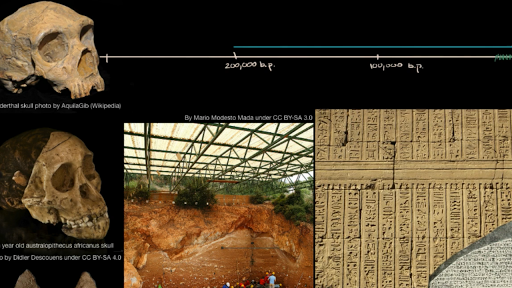 200,000 b.p.
100,000 b.p.
derthal skull photo by AquilaGib (Wikipedia)
By Mario Modesto Mada under CC BY-SA 3.0
year old australopithecus africanus skull
o by Didier Descouens under CC BY-SA 4.0